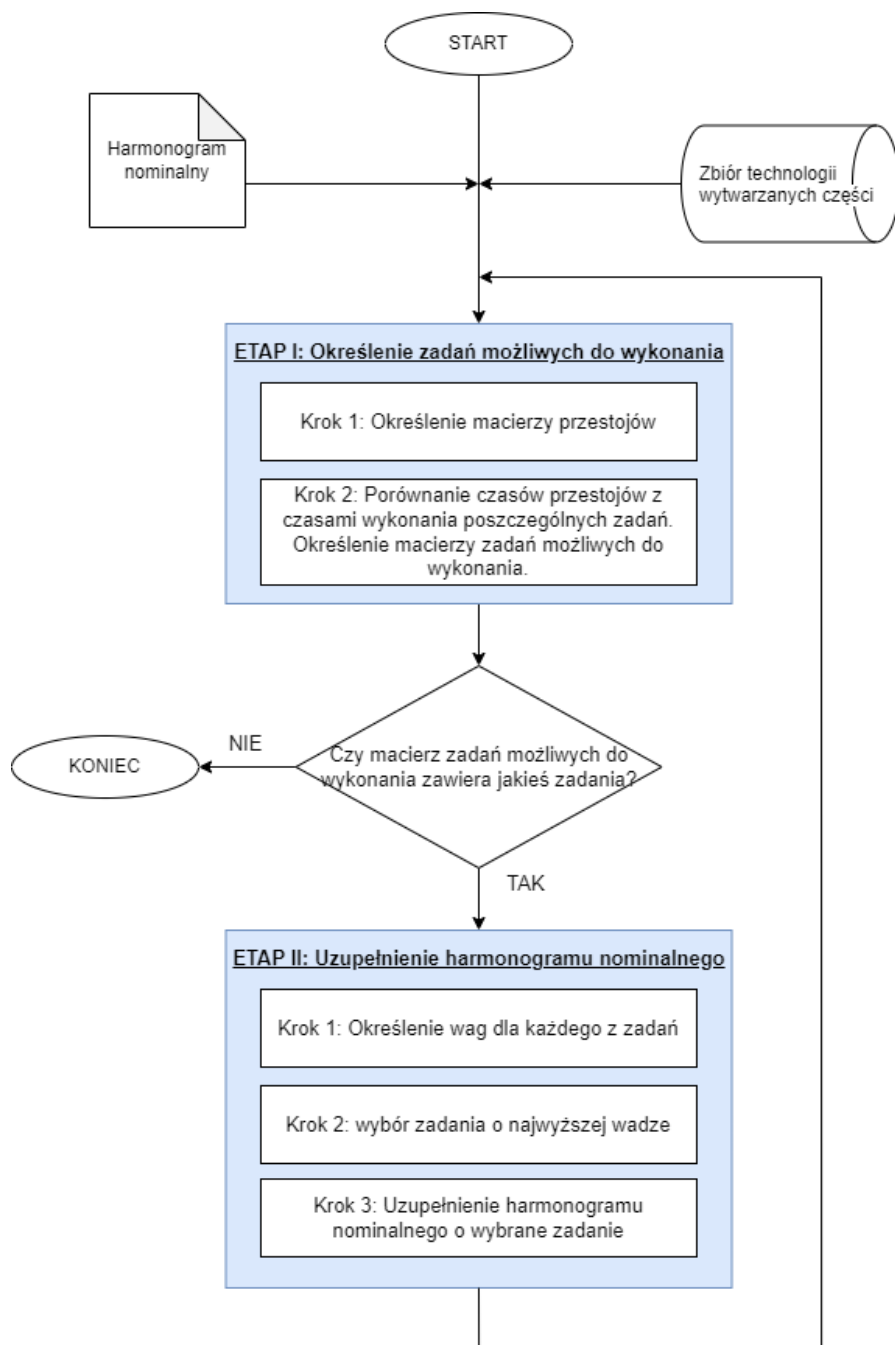 START
Harmonogram
nominalny
Zbiór technologii
wytwarzanych części
ETAP I: Określenie zadań możliwych do wykonania
Krok 1: Określenie macierzy przestojów
Krok 2: Porównanie czasów przestojów z
czasami wykonania poszczególnych zadań.
Określenie macierzy zadań możliwych do
wykonania.
Czy macierz zadań możliwych do
wykonania zawiera jakieś zadania?
NIE
KONIEC
TAK
ETAP II: Uzupełnienie harmonogramu nominalnego
Krok 1: Określenie wag dla każdego z zadań
Krok 2: wybór zadania o najwyższej wadze
Krok 3: Uzupełnienie harmonogramu
nominalnego o wybrane zadanie